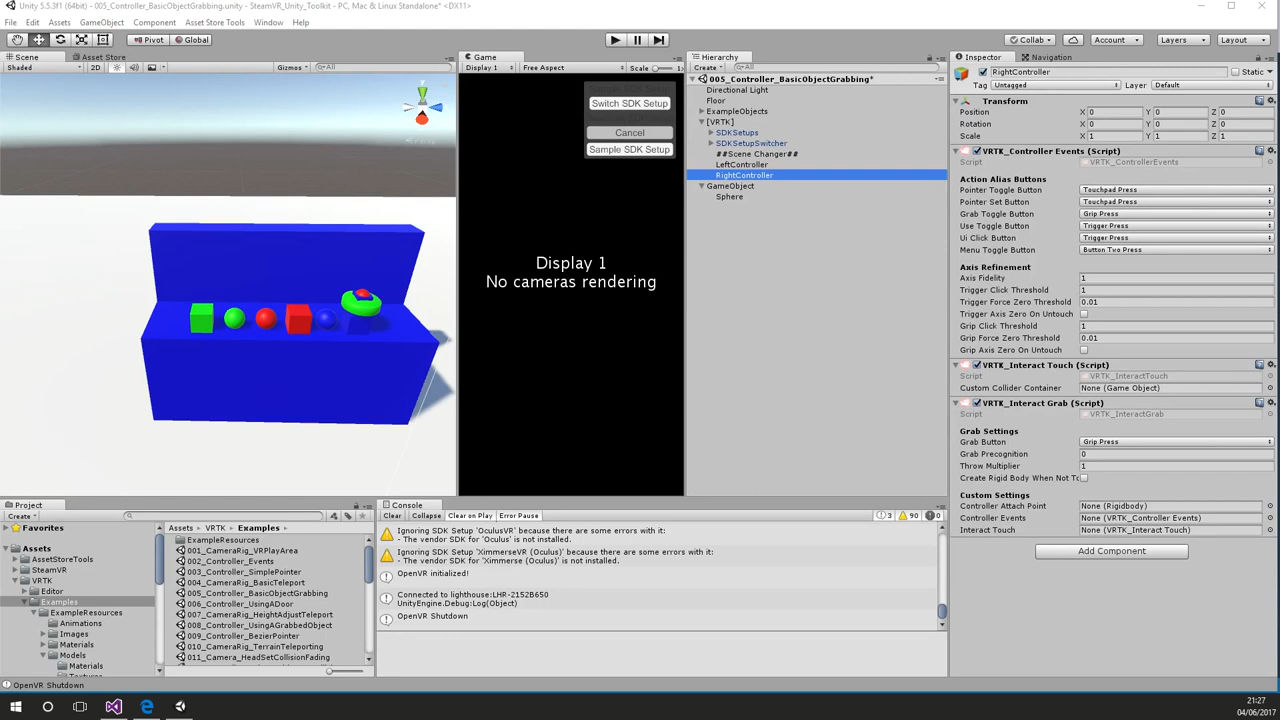 Unity 5.5.3f1 (64bit) - 005_Controller_BasicObjectGrabbing.unity - SteamVR_Unity_Toolkit - PC, Mac & Linux Standalone* <DX11>
File Edit Assets GameObject Component Asset Store Tools Window Help
Pivot Global Collab Account Layers Layout
Scene Asset Store
Shaded 2D Gizmos All
Game
Display 1 Free Aspect Scale 1
Switch SDK Setup
Cancel
Sample SDK Setup
Display 1
No cameras rendering
Hierarchy
Create All
005_Controller_BasicObjectGrabbing*
Directional Light
Floor
ExampleObjects
[VRTK]
SDKSetups
SDKSetupSwitcher
##Scene Changer##
LeftController
RightController
GameObject
Sphere
Inspector Navigation
RightController Static
Tag Untagged Layer Default
Transform
Position X 0 Y 0 Z 0
Rotation X 0 Y 0 Z 0
Scale X 1 Y 1 Z 1
VRTK_Controller Events (Script)
Script VRTK_ControllerEvents
Action Alias Buttons
Pointer Toggle Button Touchpad Press
Pointer Set Button Touchpad Press
Grab Toggle Button Grip Press
Use Toggle Button Trigger Press
Ui Click Button Trigger Press
Menu Toggle Button Button Two Press
Axis Refinement
Axis Fidelity 1
Trigger Click Threshold 1
Trigger Force Zero Threshold 0.01
Trigger Axis Zero On Untouch
Grip Click Threshold 1
Grip Force Zero Threshold 0.01
Grip Axis Zero On Untouch
VRTK_Interact Touch (Script)
Script VRTK_InteractTouch
Custom Collider Container None (Game Object)
VRTK_Interact Grab (Script)
Script VRTK_InteractGrab
Grab Settings
Grab Button Grip Press
Grab Precognition 0
Throw Multiplier 1
Create Rigid Body When Not To
Custom Settings
Controller Attach Point None (Rigidbody)
Controller Events None (VRTK_Controller Events)
Interact Touch None (VRTK_Interact Touch)
Add Component
Project
Create
Favorites
Assets
AssetStoreTools
SteamVR
VRTK
Editor
Examples
ExampleResources
Animations
Images
Materials
Models
Materials
Assets VRTK Examples
ExampleResources
001_CameraRig_VRPlayArea
002_Controller_Events
003_Controller_SimplePointer
004_CameraRig_BasicTeleport
005_Controller_BasicObjectGrabbing
006_Controller_UsingADoor
007_CameraRig_HeightAdjustTeleport
008_Controller_UsingAGrabbedObject
009_Controller_BezierPointer
010_CameraRig_TerrainTeleporting
011_Camera_HeadSetCollisionFading
Console
Clear Collapse Clear on Play Error Pause 3 90 0
Ignoring SDK Setup 'OculusVR' because there are some errors with it:
- The vendor SDK for 'Oculus' is not installed.
Ignoring SDK Setup 'XimmerseVR (Oculus)' because there are some errors with it:
- The vendor SDK for 'Ximmerse (Oculus)' is not installed.
OpenVR initialized!
Connected to lighthouse:LHR-2152B650
UnityEngine.Debug:Log(Object)
OpenVR Shutdown
OpenVR Shutdown
21:27
04/06/2017